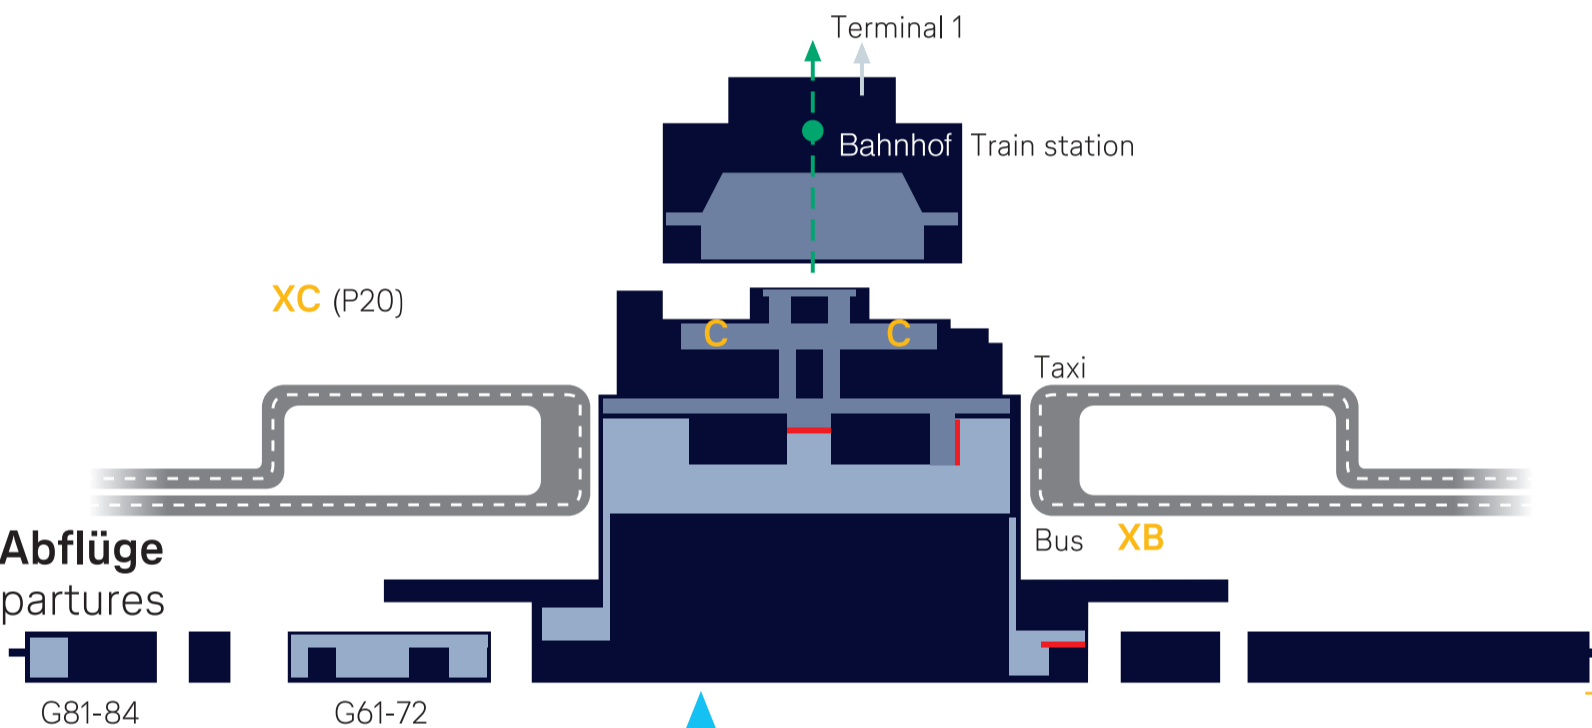 Terminal 1
Bahnhof Train station
XC (P20)
C C
Taxi
Abflüge
partures
Bus XB
G81-84
G61-72